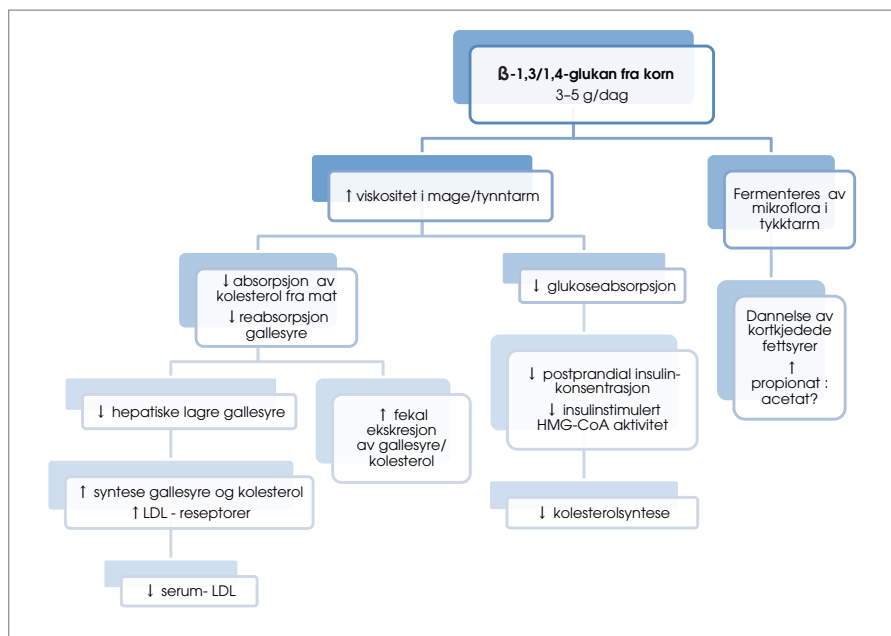 ß-1,3/1,4-glukan fra korn
3–5 g/dag
↑ viskositet i mage/tynntarm
Fermenteres av
mikroflora i
tykktarm
↓ absorpsjon av
kolesterol fra mat
↓ reabsorpsjon
gallesyre
↓ glukoseabsorpsjon
Dannelse av
kortkjedede
fettsyrer
↑
propionat :
acetat?
↓ hepatiske lagre gallesyre
↑ fekal
ekskresjon
av gallesyre/
kolesterol
↓ postprandial insulin-
konsentrasjon
↓ insulinstimulert
HMG-CoA aktivitet
↑ syntese gallesyre og kolesterol
↑ LDL - reseptorer
↓ kolesterolsyntese
↓ serum- LDL